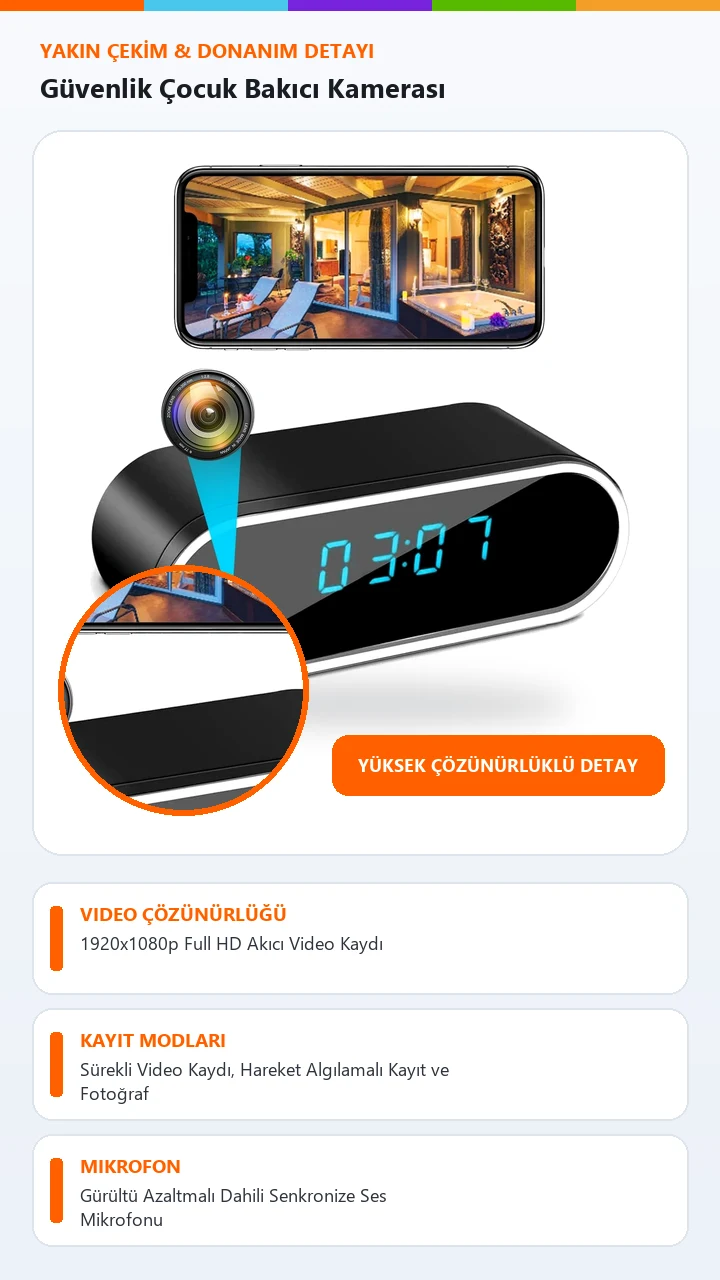 YAKIN ÇEKİM & DONANIM DETAYI
Güvenlik Çocuk Bakıcı Kamerası
03:07
YÜKSEK ÇÖZÜNÜRLÜKLÜ DETAY
VIDEO ÇÖZÜNÜRLÜĞÜ
1920x1080p Full HD Akıcı Video Kaydı
KAYIT MODLARI
Sürekli Video Kaydı, Hareket Algılamalı Kayıt ve
Fotoğraf
MIKROFON
Gürültü Azaltmalı Dahili Senkronize Ses
Mikrofonu